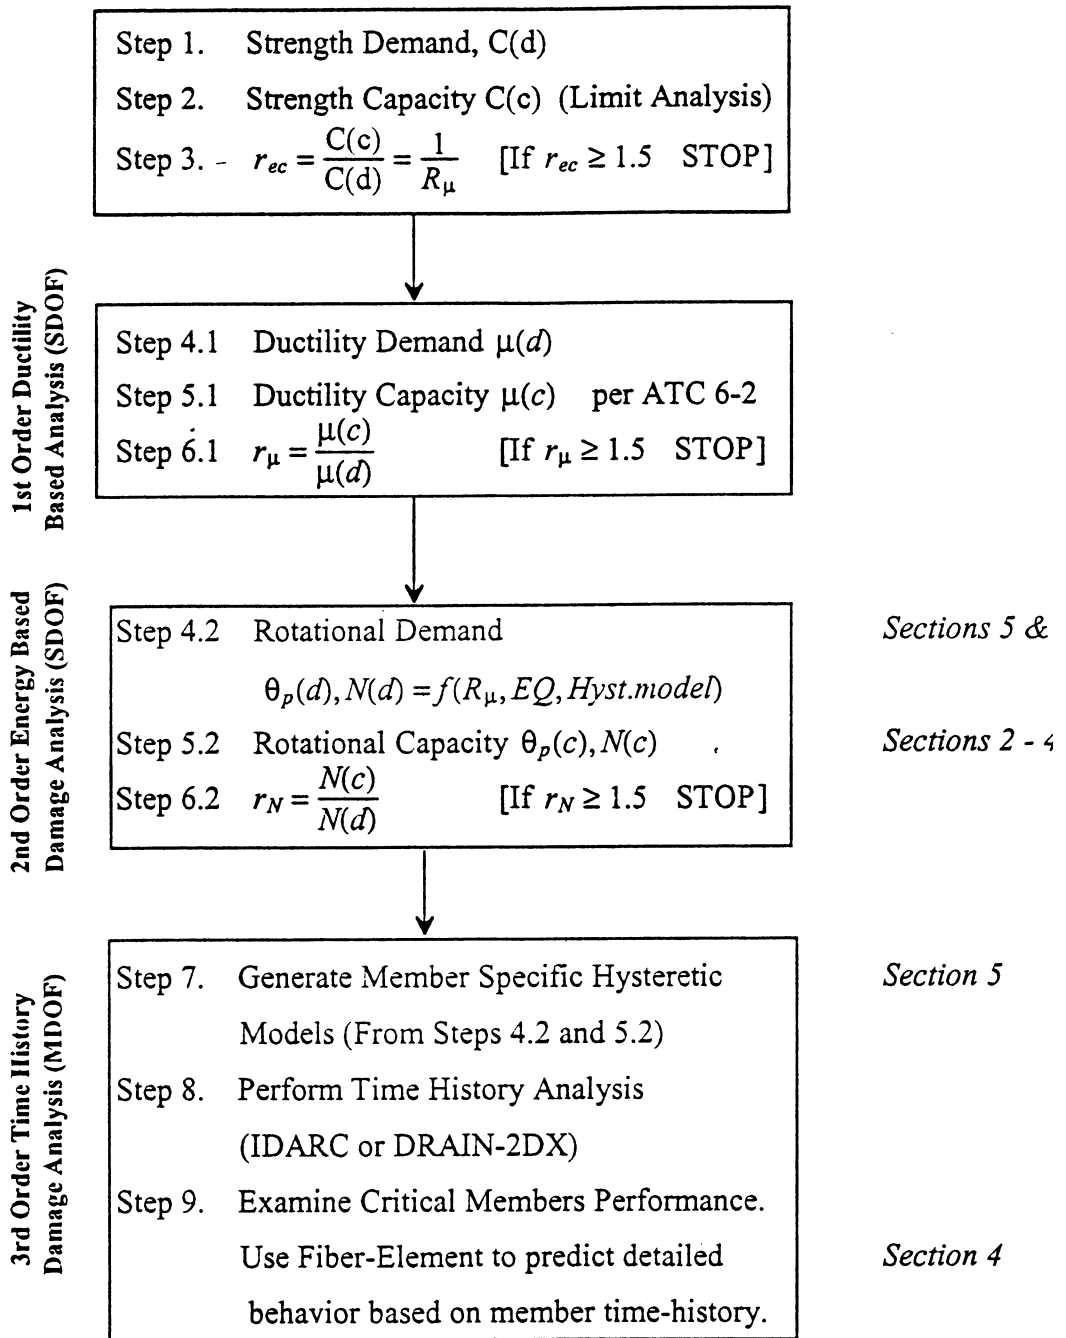 Step 1. Strength Demand, C(d)
Step 2. Strength Capacity C(c) (Limit Analysis)
Step 3. - r_ec = C(c)/C(d) = 1/R_μ [If r_ec ≥ 1.5 STOP]
1st Order Ductility
Based Analysis (SDOF)
Step 4.1 Ductility Demand μ(d)
Step 5.1 Ductility Capacity μ(c) per ATC 6-2
Step 6.1 r_μ = μ(c)/μ(d) [If r_μ ≥ 1.5 STOP]
2nd Order Energy Based
Damage Analysis (SDOF)
Step 4.2 Rotational Demand Sections 5 &
θ_p(d), N(d) = f(R_μ, EQ, Hyst.model)
Step 5.2 Rotational Capacity θ_p(c), N(c) Sections 2 - 4
Step 6.2 r_N = N(c)/N(d) [If r_N ≥ 1.5 STOP]
3rd Order Time History
Damage Analysis (MDOF)
Step 7. Generate Member Specific Hysteretic Section 5
Models (From Steps 4.2 and 5.2)
Step 8. Perform Time History Analysis
(IDARC or DRAIN-2DX)
Step 9. Examine Critical Members Performance.
Use Fiber-Element to predict detailed Section 4
behavior based on member time-history.